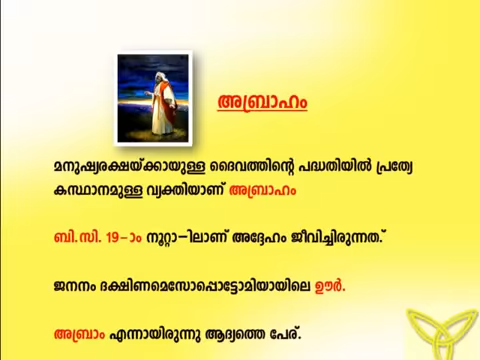 അബ്രാഹം
മനുഷ്യരക്ഷയ്ക്കായുള്ള ദൈവത്തിന്റെ പദ്ധതിയിൽ പ്രത്യേ
കസ്ഥാനമുള്ള വ്യക്തിയാണ് അബ്രാഹം
ബി.സി. 19-ാം നൂറ്റാ–ിലാണ് അദ്ദേഹം ജീവിച്ചിരുന്നത്.
ജനനം ദക്ഷിണമെസോപ്പൊട്ടോമിയായിലെ ഊർ.
അബ്രാം എന്നായിരുന്നു ആദ്യത്തെ പേര്.